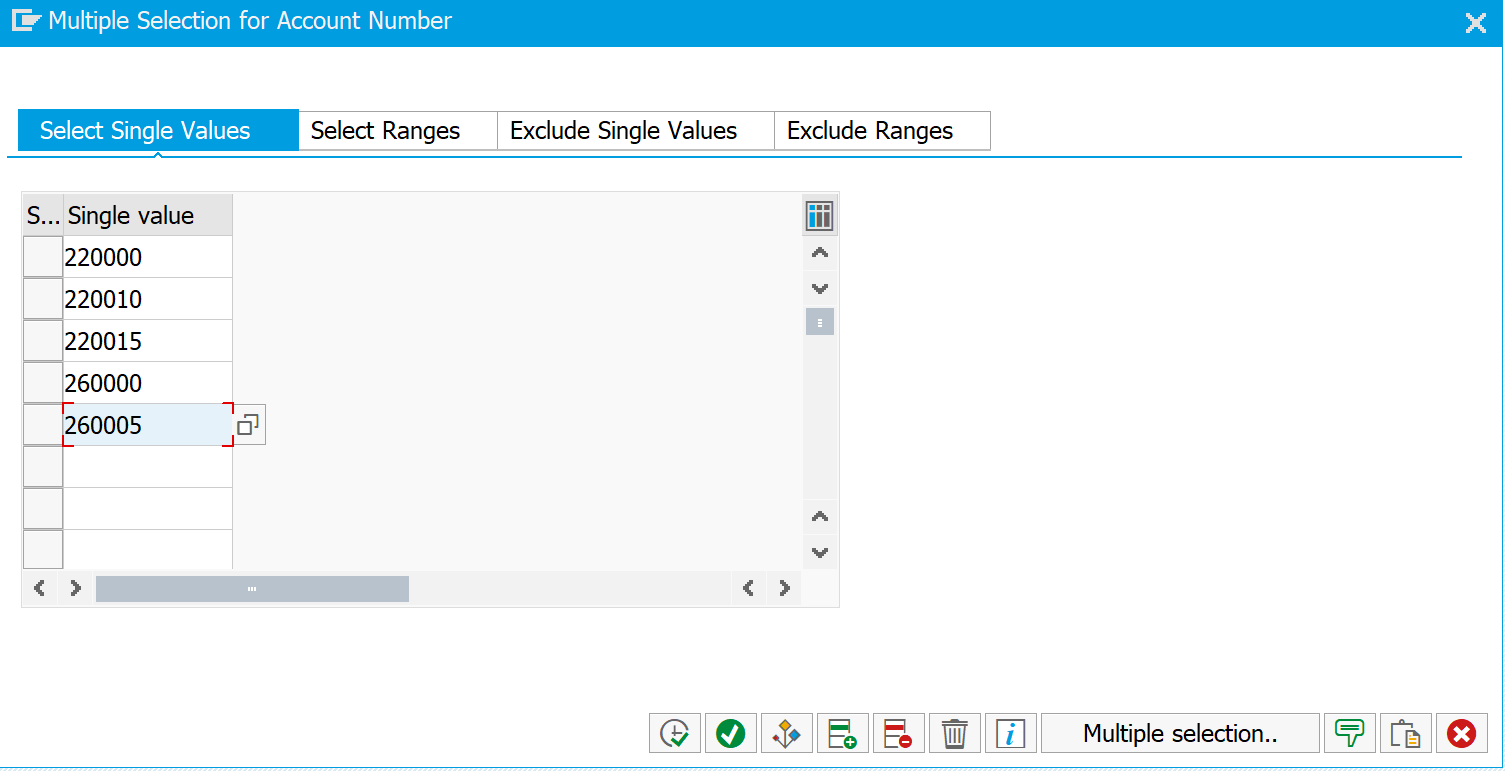 Multiple Selection for Account Number
Select Single Values Select Ranges Exclude Single Values Exclude Ranges
S... Single value
220000
220010
220015
260000
260005
Multiple selection..